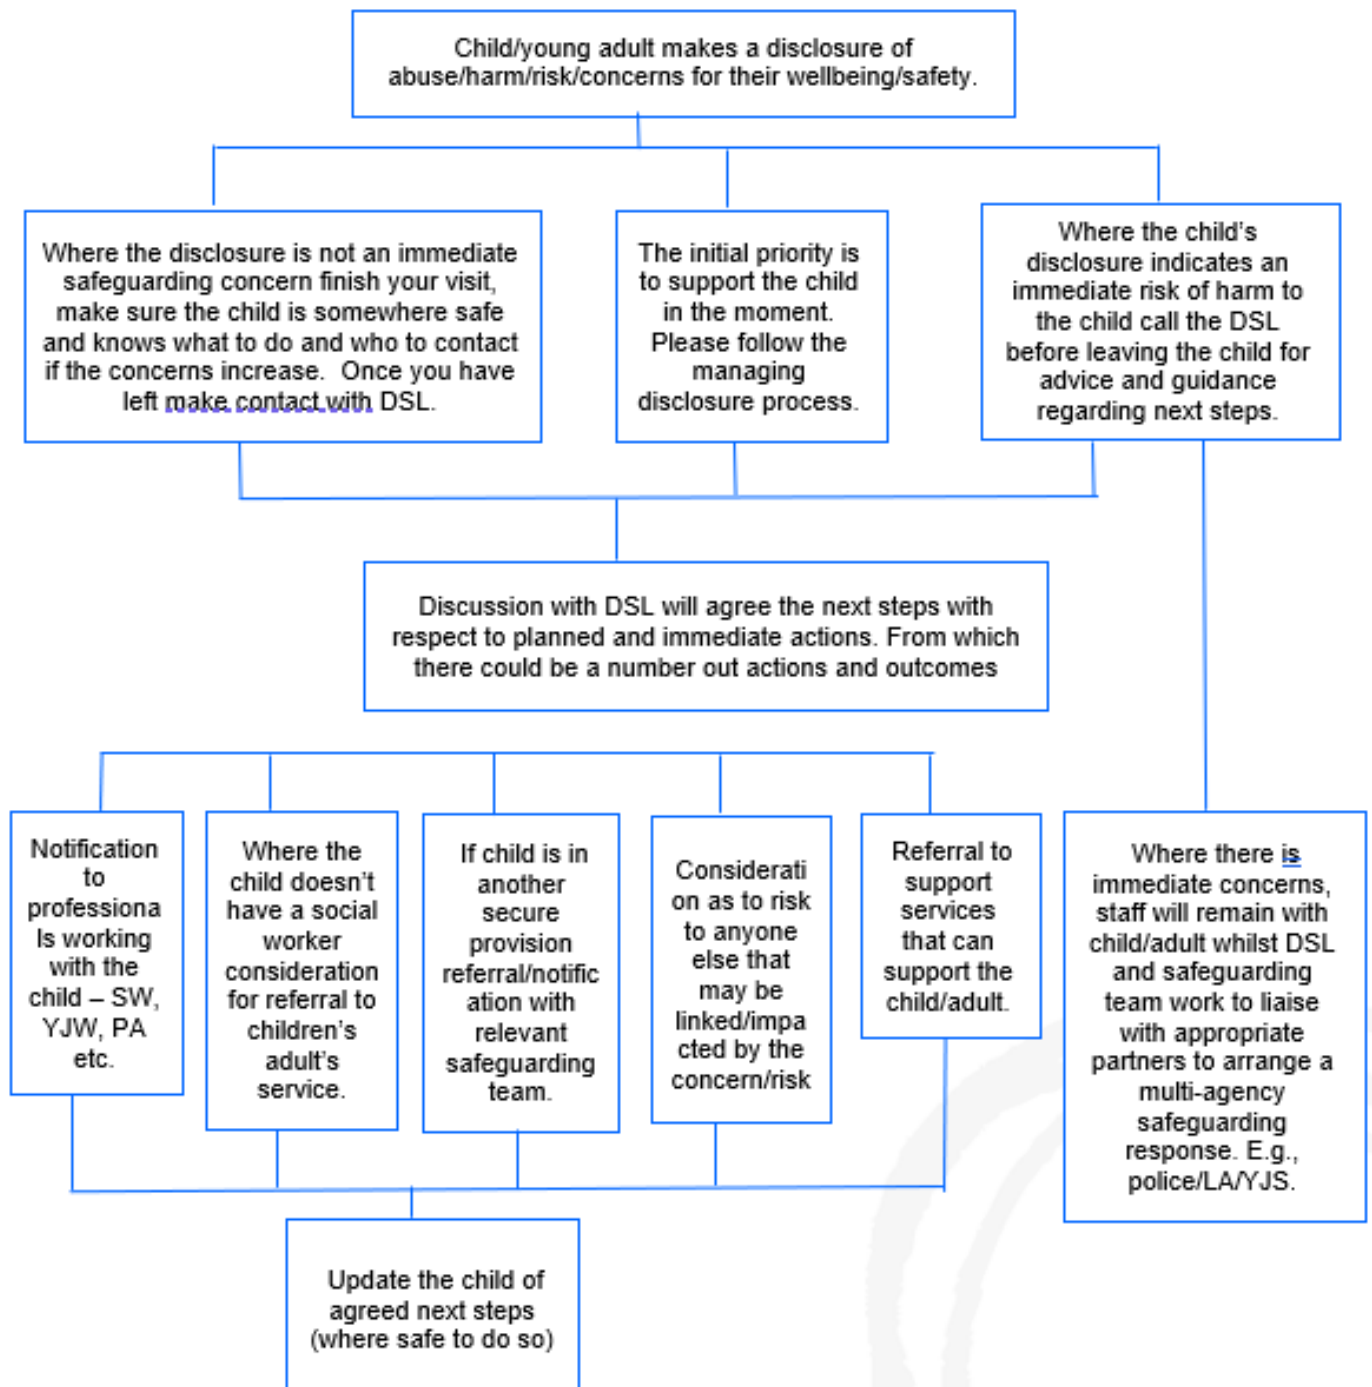 Child/young adult makes a disclosure of
abuse/harm/risk/concerns for their wellbeing/safety.
Where the disclosure is not an immediate
safeguarding concern finish your visit,
make sure the child is somewhere safe
and knows what to do and who to contact
if the concerns increase.  Once you have
left make contact with DSL.
The initial priority is
to support the child
in the moment.
Please follow the
managing
disclosure process.
Where the child's
disclosure indicates an
immediate risk of harm to
the child call the DSL
before leaving the child for
advice and guidance
regarding next steps.
Discussion with DSL will agree the next steps with
respect to planned and immediate actions. From which
there could be a number out actions and outcomes
Notification
to
professiona
ls working
with the
child – SW,
YJW, PA
etc.
Where the
child doesn't
have a social
worker
consideration
for referral to
children's
adult's
service.
If child is in
another
secure
provision
referral/notific
ation with
relevant
safeguarding
team.
Considerati
on as to risk
to anyone
else that
may be
linked/impa
cted by the
concern/risk
Referral to
support
services
that can
support the
child/adult.
Where there is
immediate concerns,
staff will remain with
child/adult whilst DSL
and safeguarding
team work to liaise
with appropriate
partners to arrange a
multi-agency
safeguarding
response. E.g.,
police/LA/YJS.
Update the child of
agreed next steps
(where safe to do so)